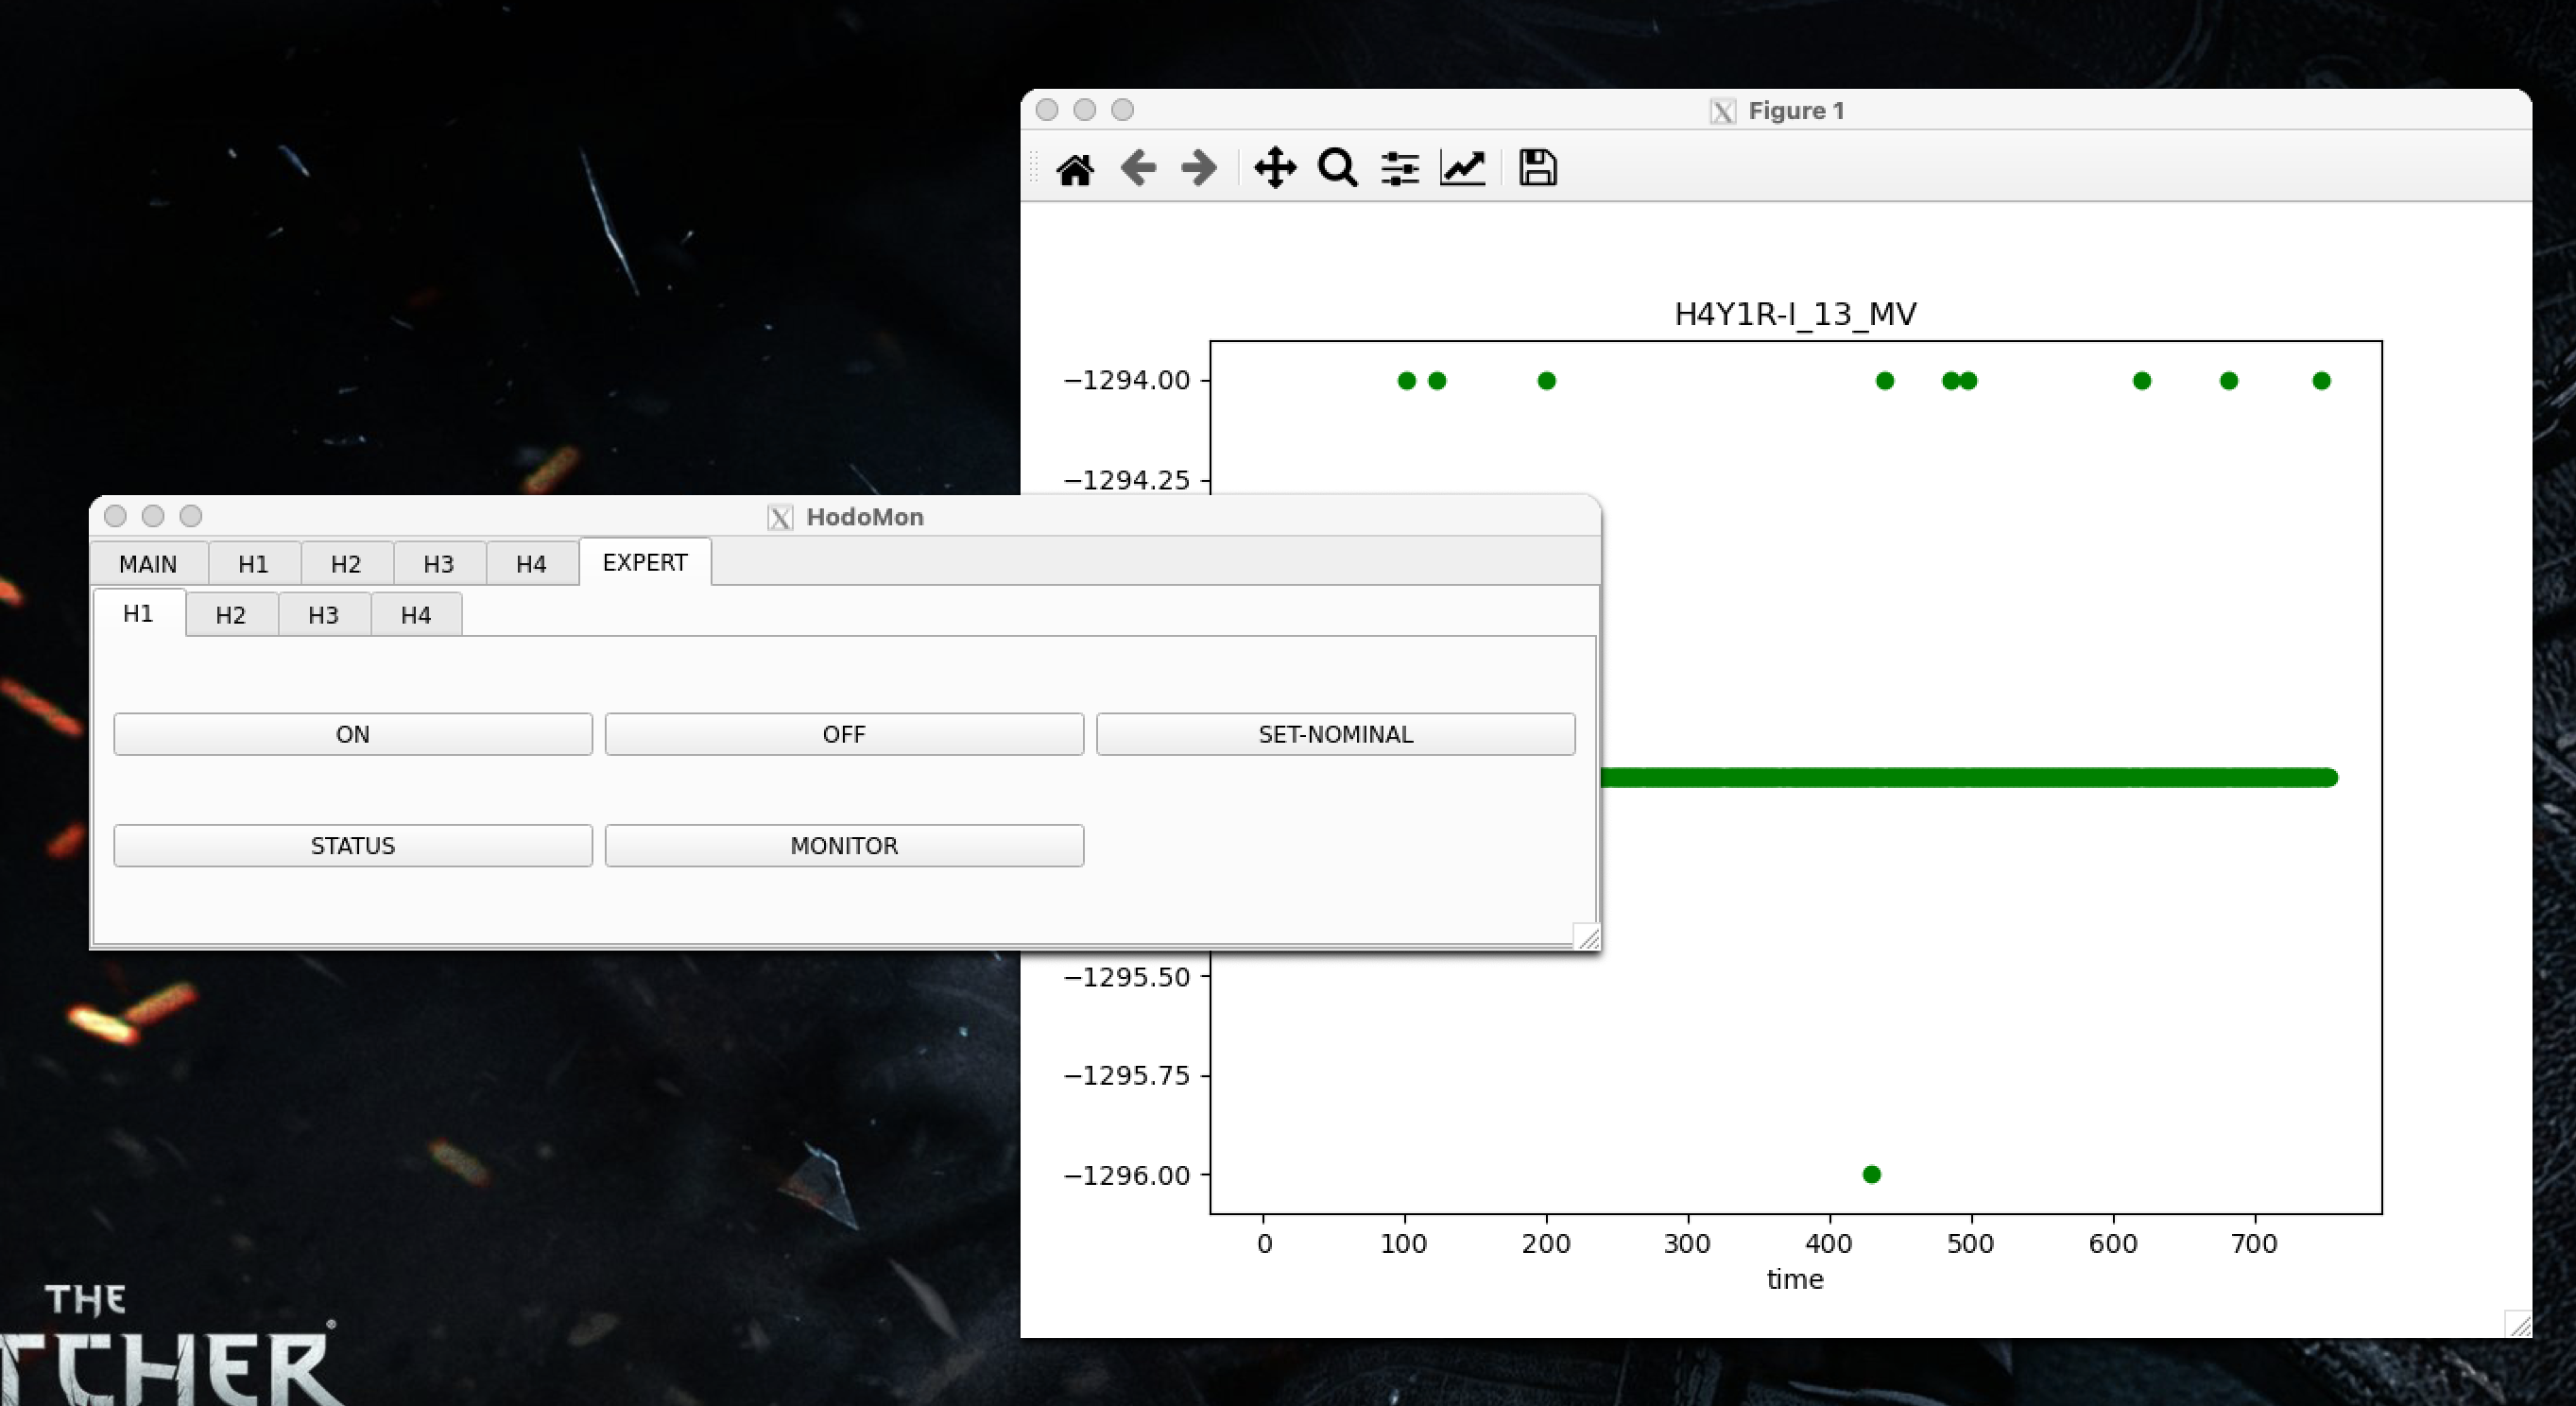 Figure 1
H4Y1R-I_13_MV
−1294.00
−1294.25
HodoMon
MAIN H1 H2 H3 H4 EXPERT
H1 H2 H3 H4
ON OFF SET-NOMINAL
STATUS MONITOR
−1295.50
−1295.75
−1296.00
0 100 200 300 400 500 600 700
time
THE
TCHER